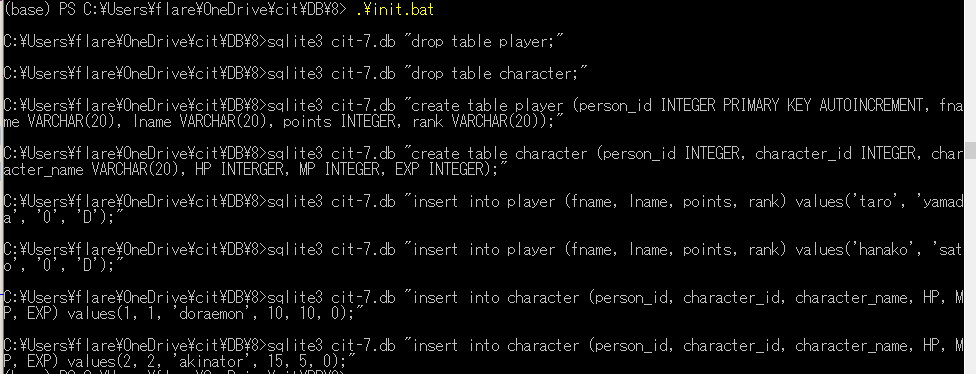 (base) PS C:¥Users¥flare¥OneDrive¥cit¥DB¥8> .¥init.bat
C:¥Users¥flare¥OneDrive¥cit¥DB¥8>sqlite3 cit-7.db "drop table player;"
C:¥Users¥flare¥OneDrive¥cit¥DB¥8>sqlite3 cit-7.db "drop table character;"
C:¥Users¥flare¥OneDrive¥cit¥DB¥8>sqlite3 cit-7.db "create table player (person_id INTEGER PRIMARY KEY AUTOINCREMENT, fna
me VARCHAR(20), lname VARCHAR(20), points INTEGER, rank VARCHAR(20));"
C:¥Users¥flare¥OneDrive¥cit¥DB¥8>sqlite3 cit-7.db "create table character (person_id INTEGER, character_id INTEGER, char
acter_name VARCHAR(20), HP INTERGER, MP INTEGER, EXP INTEGER);"
C:¥Users¥flare¥OneDrive¥cit¥DB¥8>sqlite3 cit-7.db "insert into player (fname, lname, points, rank) values('taro', 'yamad
a', '0', 'D');"
C:¥Users¥flare¥OneDrive¥cit¥DB¥8>sqlite3 cit-7.db "insert into player (fname, lname, points, rank) values('hanako', 'sat
o', '0', 'D');"
C:¥Users¥flare¥OneDrive¥cit¥DB¥8>sqlite3 cit-7.db "insert into character (person_id, character_id, character_name, HP, M
P, EXP) values(1, 1, 'doraemon', 10, 10, 0);"
C:¥Users¥flare¥OneDrive¥cit¥DB¥8>sqlite3 cit-7.db "insert into character (person_id, character_id, character_name, HP, M
P, EXP) values(2, 2, 'akinator', 15, 5, 0);"